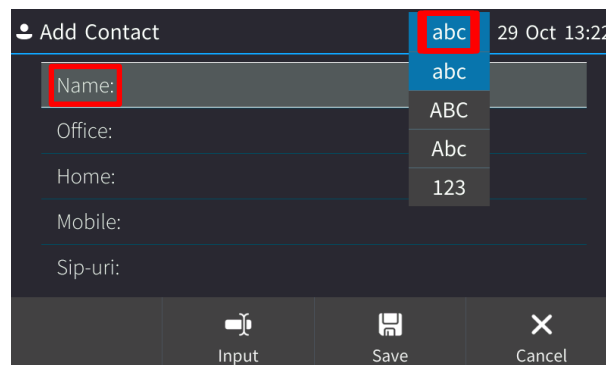 Add Contact abc 29 Oct 13:22
Name: abc
ABC
Office:
Abc
Home: 123
Mobile:
Sip-uri:
Input Save Cancel